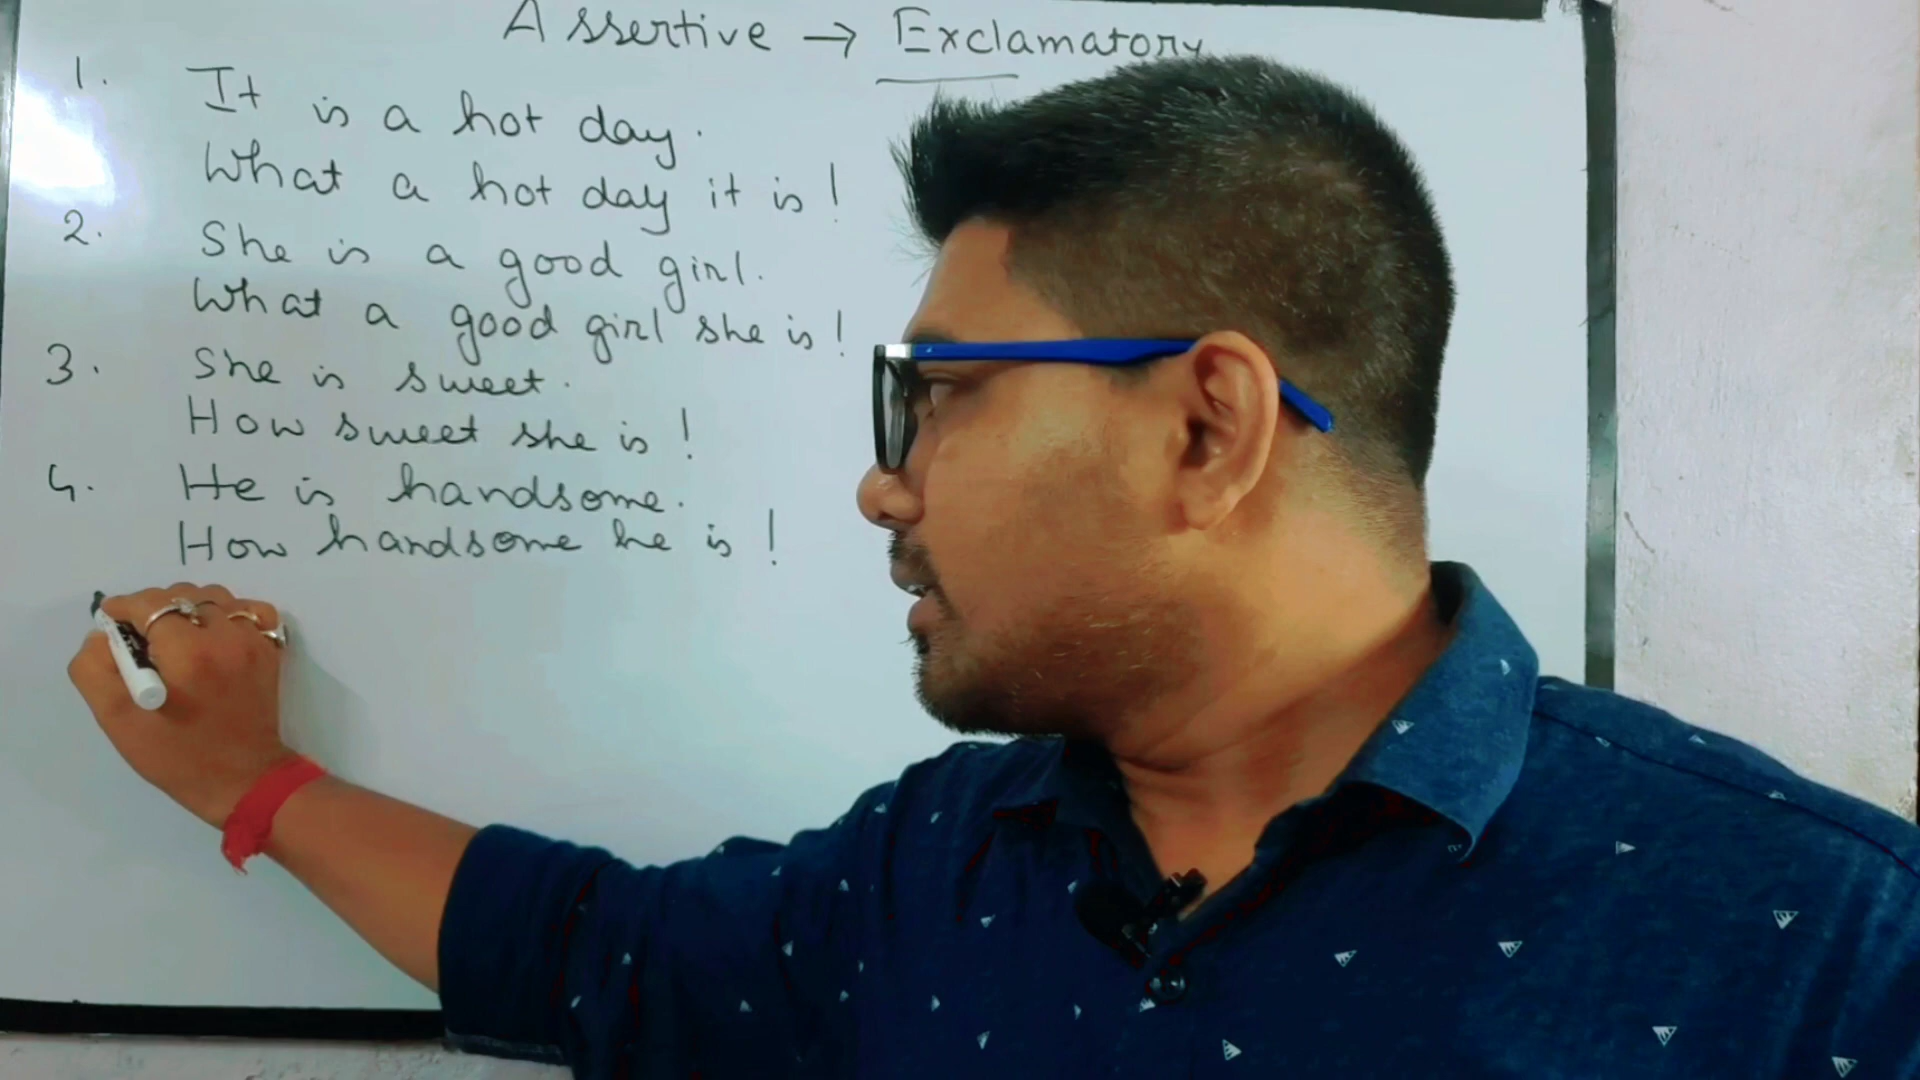 Assertive → Exclamatory
1. It is a hot day.
What a hot day it is!
2. She is a good girl.
What a good girl she is!
3. She is sweet.
How sweet she is!
4. He is handsome.
How handsome he is!